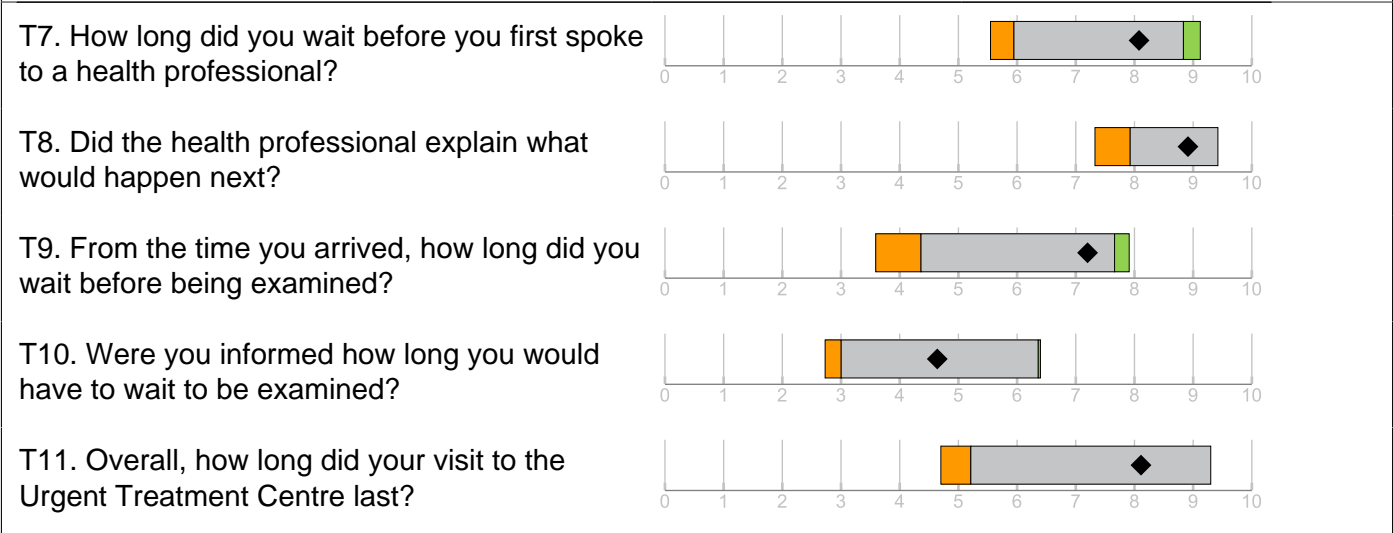 T7. How long did you wait before you first spoke
to a health professional?
0 1 2 3 4 5 6 7 8 9 10
T8. Did the health professional explain what
would happen next?
0 1 2 3 4 5 6 7 8 9 10
T9. From the time you arrived, how long did you
wait before being examined?
0 1 2 3 4 5 6 7 8 9 10
T10. Were you informed how long you would
have to wait to be examined?
0 1 2 3 4 5 6 7 8 9 10
T11. Overall, how long did your visit to the
Urgent Treatment Centre last?
0 1 2 3 4 5 6 7 8 9 10